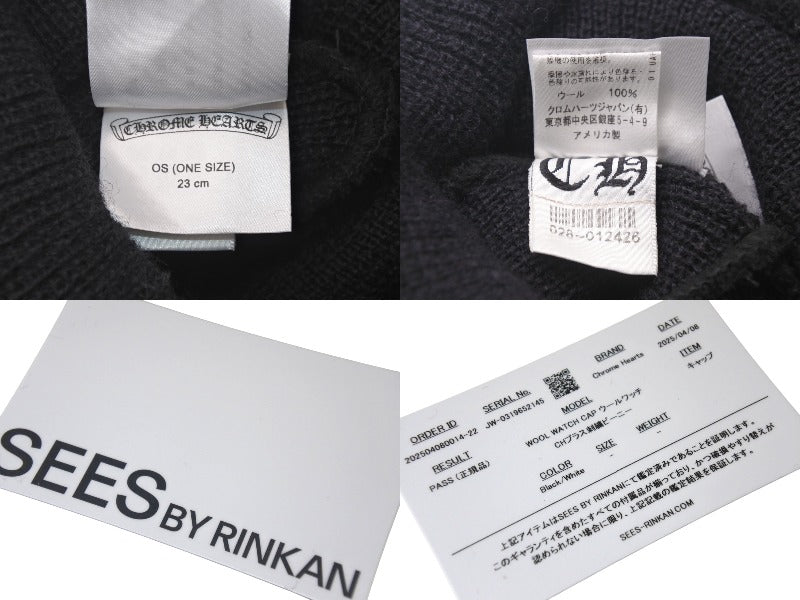 CHROME HEARTS
OS (ONE SIZE)
23 cm
ウール 100%
クロムハーツジャパン(有)
東京都中央区銀座5-4-9
アメリカ製
CH
028-012426
SEES BY RINKAN
ORDER ID
202504080014-22
SERIAL No.
JW-0319652145
BRAND
Chrome Hearts
DATE
2025/04/08
RESULT
PASS (正規品)
MODEL
WOOL WATCH CAP ウールワッチ
CHプラス刺繍ビーニー
ITEM
キャップ
COLOR
Black/White
SIZE
-
WEIGHT
-
上記アイテムはSEES BY RINKANにて鑑定済みであることを証明します。
このギャランティを含めたすべての付属品が揃っており、かつ破損やすり替えが
認められない場合に限り、上記記載の鑑定結果を保証します。
SEES-RINKAN.COM